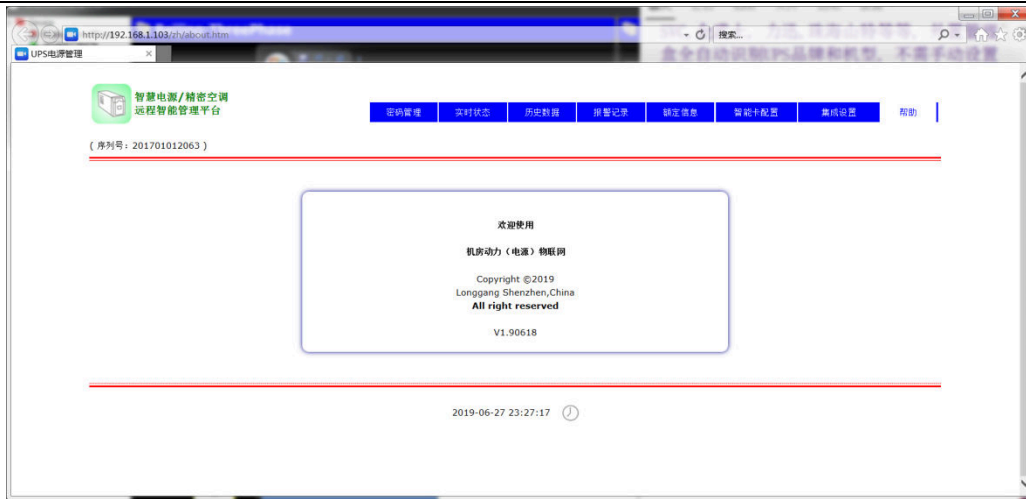 http://192.168.1.103/zh/about.htm
搜索...
UPS电源管理
智慧电源/精密空调
远程智能管理平台
密码管理 实时状态 历史数据 报警记录 锁定信息 智能卡配置 集成设置 帮助
( 序列号: 201701012063 )
欢迎使用
机房动力（电源）物联网
Copyright ©2019
Longgang Shenzhen,China
All right reserved
V1.90618
2019-06-27 23:27:17